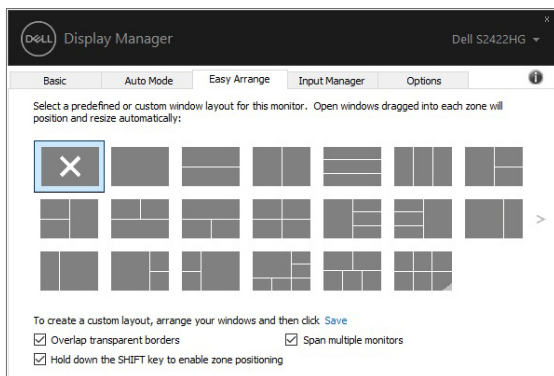 DELL Display Manager
x
Dell S2422HG
Basic Auto Mode Easy Arrange Input Manager Options
Select a predefined or custom window layout for this monitor. Open windows dragged into each zone will
position and resize automatically:
To create a custom layout, arrange your windows and then click Save
Overlap transparent borders Span multiple monitors
Hold down the SHIFT key to enable zone positioning